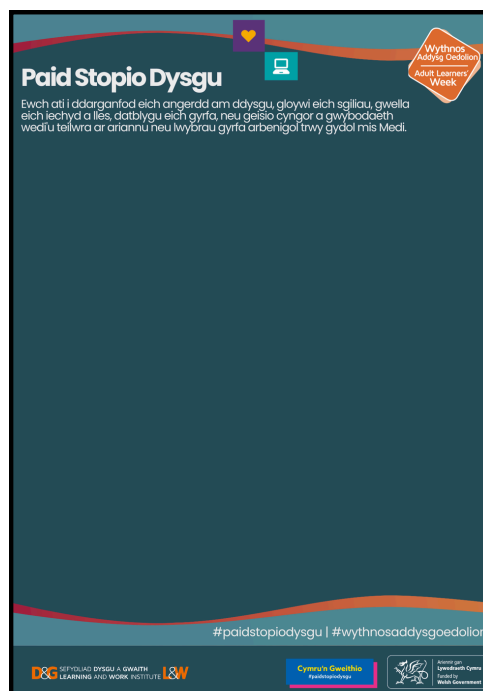 Wythnos
Addysg Oedolion
Adult Learners'
Week
Paid Stopio Dysgu
Ewch ati i ddarganfod eich angerdd am ddysgu, gloywi eich sgiliau, gwella
eich iechyd a lles, datblygu eich gyrfa, neu geisio cyngor a gwybodaeth
wedi'u teilwra ar ariannu neu lwybrau gyrfa arbenigol trwy gydol mis Medi.
#paidstopiodysgu | #wythnosaddysgoedolion
D&G SEFYDLIAD DYSGU A GWAITH
LEARNING AND WORK INSTITUTE L&W
Cymru'n Gweithio
#paidstopiodysgu
Ariennir gan
Lywodraeth Cymru
Funded by
Welsh Government